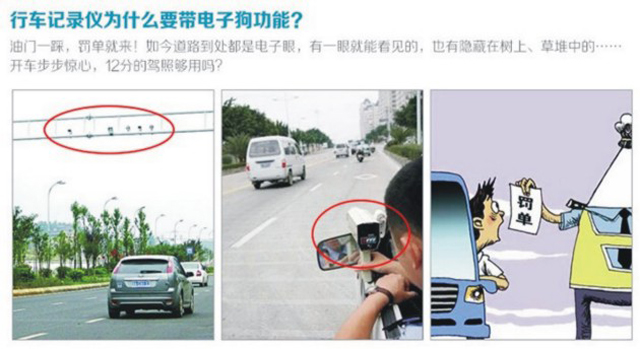 行车记录仪为什么要带电子狗功能？
油门一踩，罚单就来！如今道路到处都是电子眼，有一眼就能看见的，也有隐藏在树上、草堆中的……
开车步步惊心，12分的驾照够用吗？
罚单